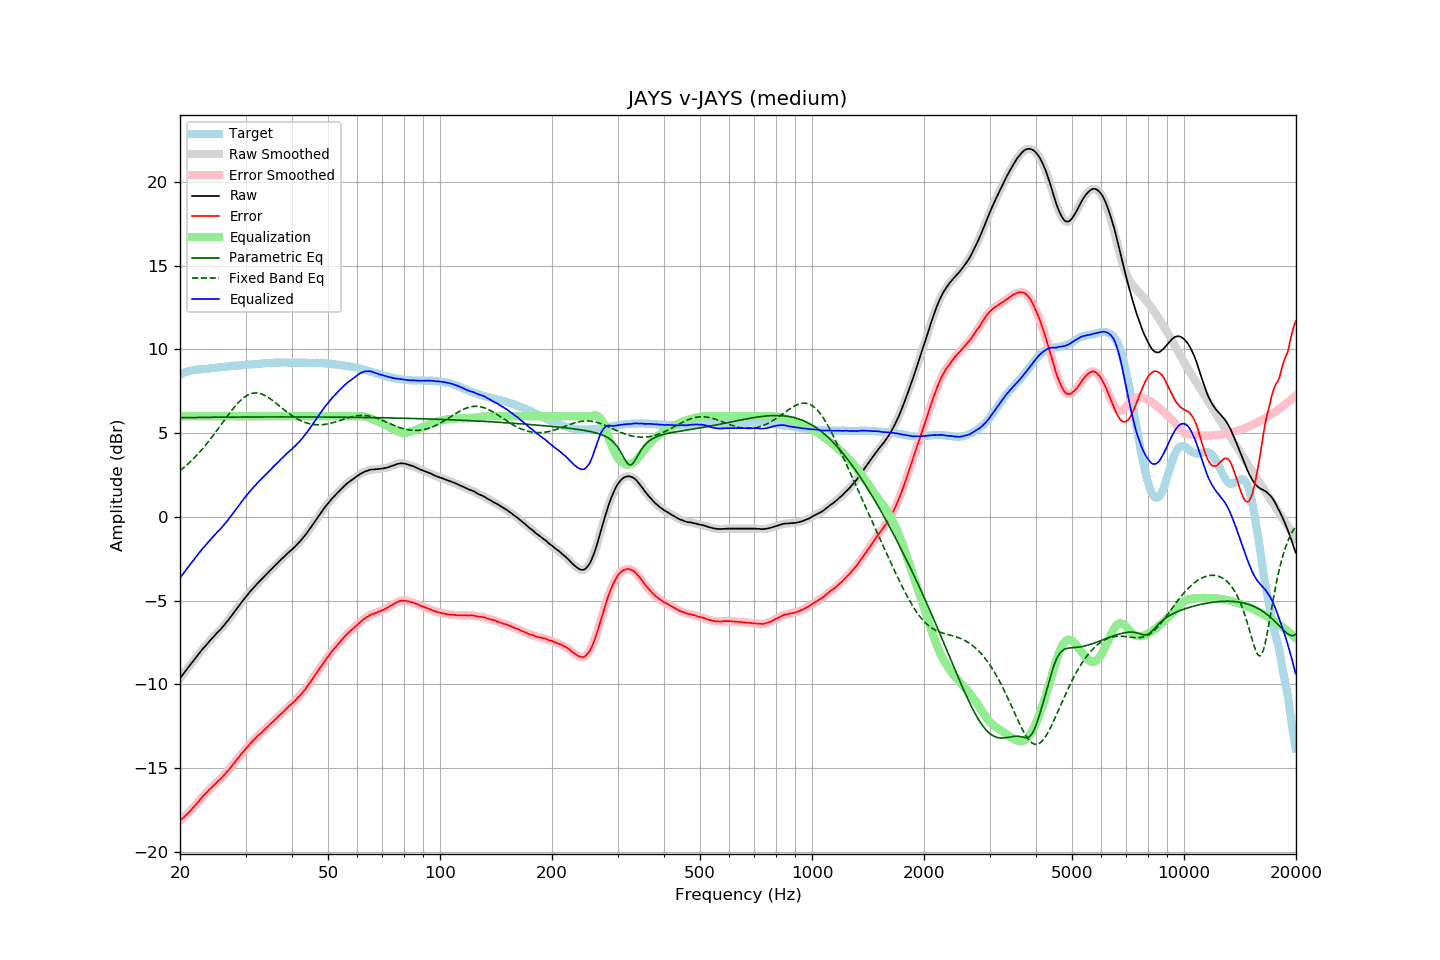 JAYS v-JAYS (medium)
Target
Raw Smoothed
Error Smoothed
Raw
Error
Equalization
Parametric Eq
Fixed Band Eq
Equalized
Amplitude (dBr)
20
15
10
5
0
−5
−10
−15
−20
20 50 100 200 500 1000 2000 5000 10000 20000
Frequency (Hz)